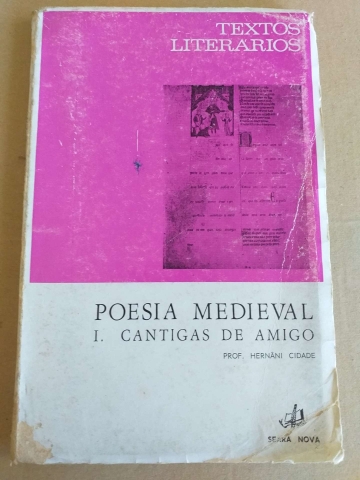 TEXTOS
LITERARIOS
POESIA MEDIEVAL
I. CANTIGAS DE AMIGO
PROF. HERNÂNI CIDADE
SEARA NOVA